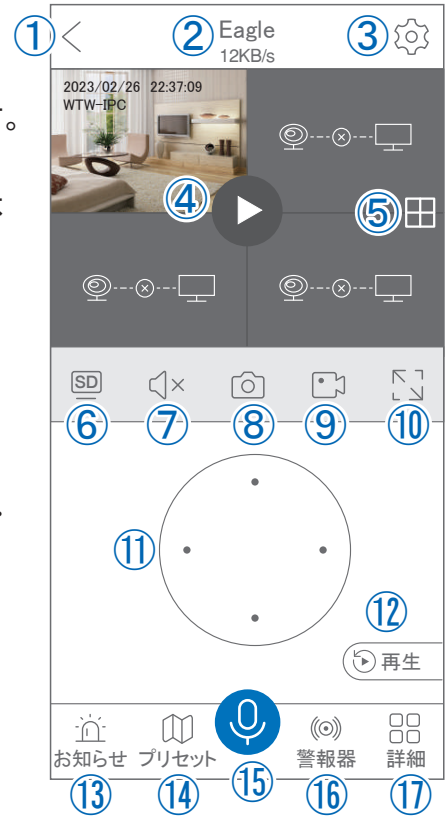 ① ② Eagle ③
12KB/s
2023/02/26 22:37:09
WTW-IPC
。
④ ⑤
SD
⑥ ⑦ ⑧ ⑨ ⑩
⑪
⑫
再生
お知らせ プリセット 警報器 詳細
⑬ ⑭ ⑮ ⑯ ⑰